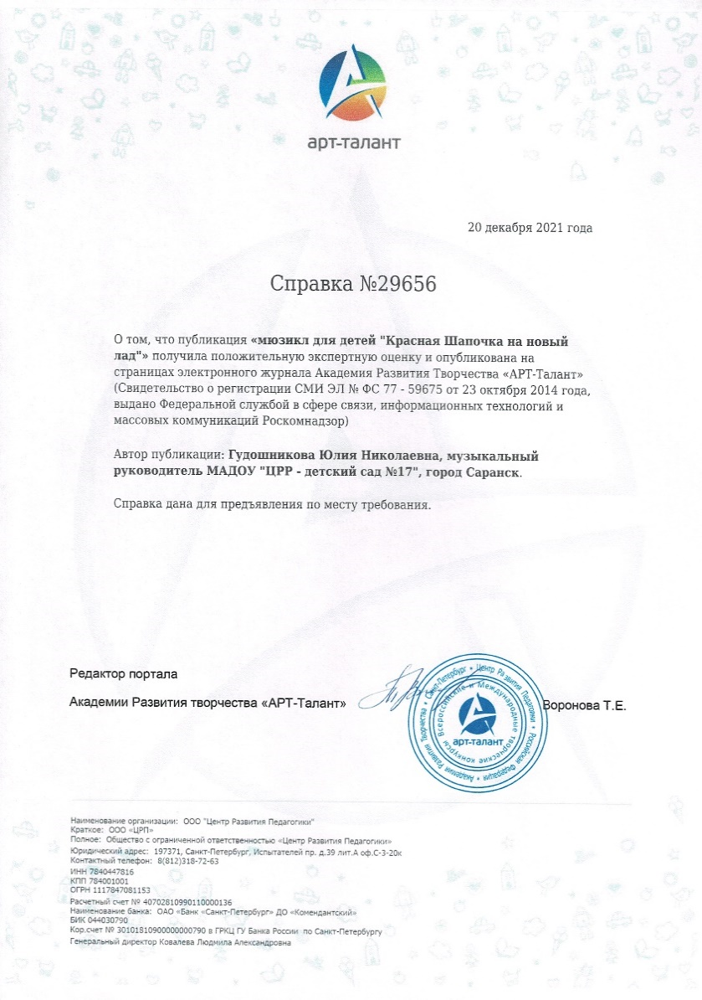 арт-талант
20 декабря 2021 года
Справка №29656
О том, что публикация «мюзикл для детей "Красная Шапочка на новый
лад"» получила положительную экспертную оценку и опубликована на
страницах электронного журнала Академия Развития Творчества «АРТ-Талант»
(Свидетельство о регистрации СМИ ЭЛ № ФС 77 - 59675 от 23 октября 2014 года,
выдано Федеральной службой в сфере связи, информационных технологий и
массовых коммуникаций Роскомнадзор)
Автор публикации: Гудошникова Юлия Николаевна, музыкальный
руководитель МАДОУ "ЦРР - детский сад №17", город Саранск.
Справка дана для предъявления по месту требования.
Редактор портала
Академии Развития творчества «АРТ-Талант»
Воронова Т.Е.
Академия Развития Творчества • Санкт-Петербург • Центр Развития Педагогики • Российская Федерация •
Всероссийские и Международные творческие конкурсы
арт-талант
Наименование организации: ООО "Центр Развития Педагогики"
Краткое: ООО «ЦРП»
Полное: Общество с ограниченной ответственностью «Центр Развития Педагогики»
Юридический адрес: 197371, Санкт-Петербург, Испытателей пр. д.39 лит.А оф.С-3-20к
Контактный телефон: 8(812)318-72-63
ИНН 7840447816
КПП 784001001
ОГРН 1117847081153
Расчетный счет № 40702810990110000136
Наименование банка: ОАО «Банк «Санкт-Петербург» ДО «Комендантский»
БИК 044030790
Кор.счет № 30101810900000000790 в ГРКЦ ГУ Банка России по Санкт-Петербургу
Генеральный директор Ковалева Людмила Александровна